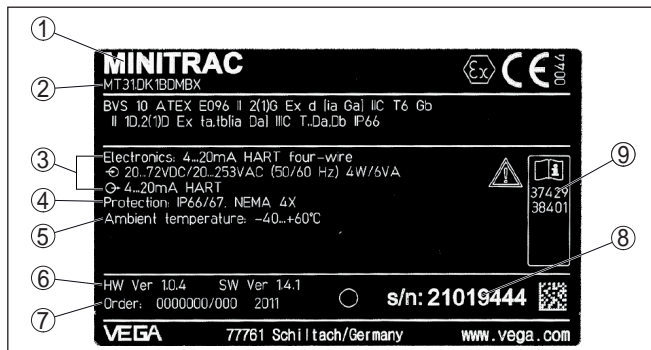 ① MINITRAC
② MT31.DK1BDMBX
Ex CE 0044
BVS 10 ATEX E096 II 2(1)G Ex d [ia Ga] IIC T6 Gb
II 1D,2(1)D Ex ta,tb[ia Da] IIIC T..Da,Db IP66
③ Electronics: 4...20mA HART four-wire
20...72VDC/20...253VAC (50/60 Hz) 4W/6VA
4...20mA HART
④ Protection: IP66/67, NEMA 4X
⑤ Ambient temperature: -40...+60°C
⑨
37429
38401
⑧
⑥ HW Ver 1.0.4 SW Ver 1.4.1
⑦ Order: 0000000/000 2011
s/n: 21019444
VEGA 77761 Schiltach/Germany www.vega.com